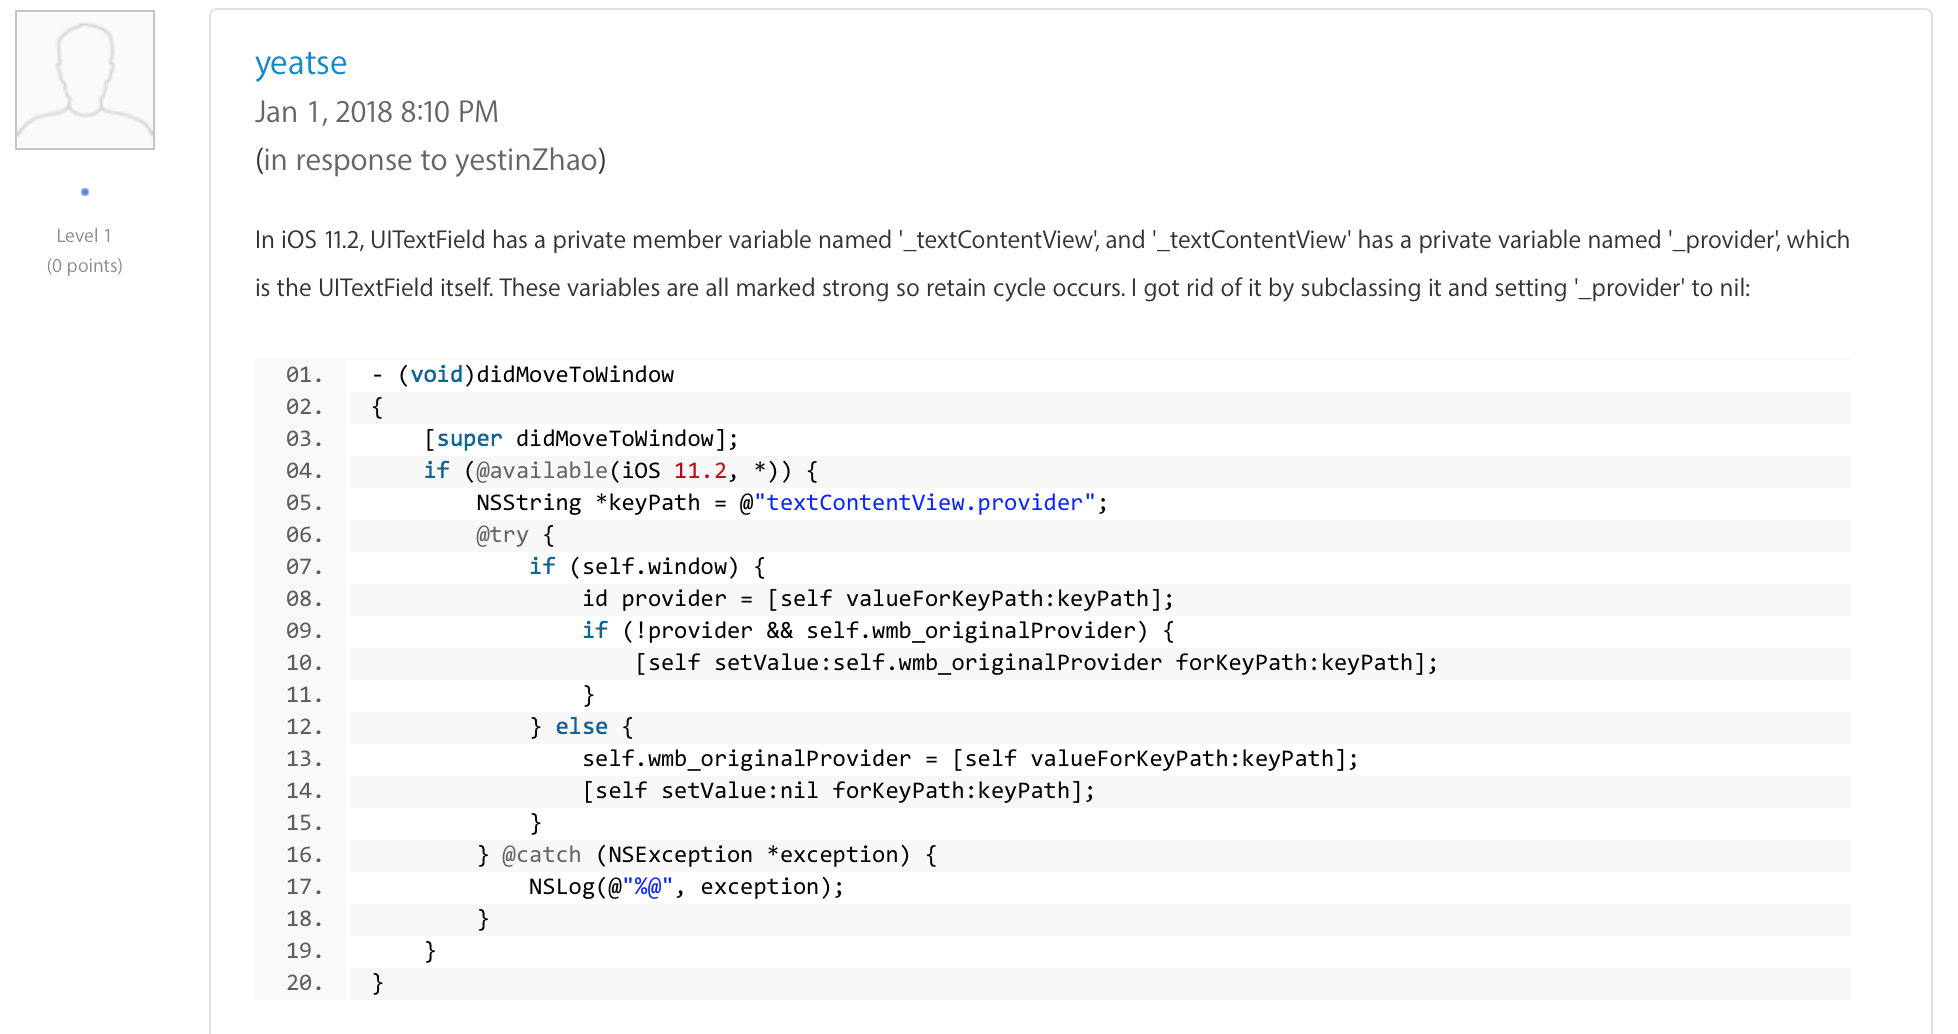 yeatse
Jan 1, 2018 8:10 PM
(in response to yestinZhao)
Level 1
(0 points)
In iOS 11.2, UITextField has a private member variable named '_textContentView', and '_textContentView' has a private variable named '_provider', which
is the UITextField itself. These variables are all marked strong so retain cycle occurs. I got rid of it by subclassing it and setting '_provider' to nil:
01. - (void)didMoveToWindow
02. {
03.     [super didMoveToWindow];
04.     if (@available(iOS 11.2, *)) {
05.         NSString *keyPath = @"textContentView.provider";
06.         @try {
07.             if (self.window) {
08.                 id provider = [self valueForKeyPath:keyPath];
09.                 if (!provider && self.wmb_originalProvider) {
10.                     [self setValue:self.wmb_originalProvider forKeyPath:keyPath];
11.                 }
12.             } else {
13.                 self.wmb_originalProvider = [self valueForKeyPath:keyPath];
14.                 [self setValue:nil forKeyPath:keyPath];
15.             }
16.         } @catch (NSException *exception) {
17.             NSLog(@"%@", exception);
18.         }
19.     }
20. }